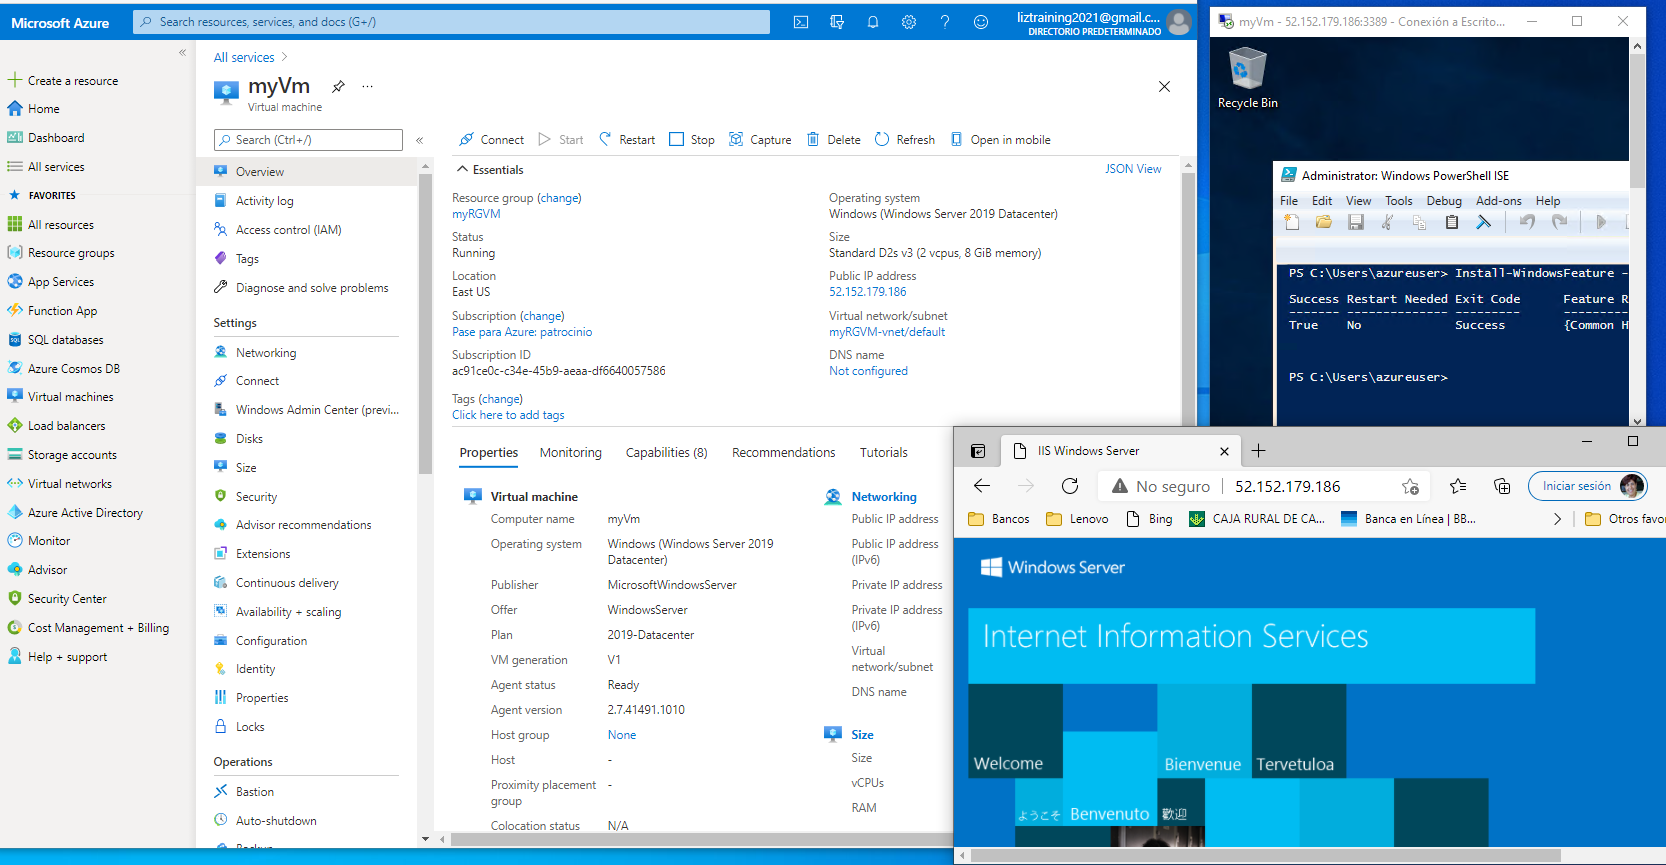 Microsoft Azure
Search resources, services, and docs (G+/)
liztraining2021@gmail.c...
DIRECTORIO PREDETERMINADO
Create a resource
Home
Dashboard
All services
FAVORITES
All resources
Resource groups
App Services
Function App
SQL databases
Azure Cosmos DB
Virtual machines
Load balancers
Storage accounts
Virtual networks
Azure Active Directory
Monitor
Advisor
Security Center
Cost Management + Billing
Help + support
All services
myVm
Virtual machine
Search (Ctrl+/)
Overview
Activity log
Access control (IAM)
Tags
Diagnose and solve problems
Settings
Networking
Connect
Windows Admin Center (previ...
Disks
Size
Security
Advisor recommendations
Extensions
Continuous delivery
Availability + scaling
Configuration
Identity
Properties
Locks
Operations
Bastion
Auto-shutdown
Connect Start Restart Stop Capture Delete Refresh Open in mobile
Essentials
JSON View
Resource group (change)
myRGVM
Status
Running
Location
East US
Subscription (change)
Pase para Azure: patrocinio
Subscription ID
ac91ce0c-c34e-45b9-aeaa-df6640057586
Tags (change)
Click here to add tags
Operating system
Windows (Windows Server 2019 Datacenter)
Size
Standard D2s v3 (2 vcpus, 8 GiB memory)
Public IP address
52.152.179.186
Virtual network/subnet
myRGVM-vnet/default
DNS name
Not configured
Properties Monitoring Capabilities (8) Recommendations Tutorials
Virtual machine
Computer name myVm
Operating system Windows (Windows Server 2019
Datacenter)
Publisher MicrosoftWindowsServer
Offer WindowsServer
Plan 2019-Datacenter
VM generation V1
Agent status Ready
Agent version 2.7.41491.1010
Host group None
Host -
Proximity placement -
group
Colocation status N/A
Networking
Public IP address
Public IP address
(IPv6)
Private IP address
Private IP address
(IPv6)
Virtual
network/subnet
DNS name
Size
Size
vCPUs
RAM
myVm - 52.152.179.186:3389 - Conexión a Escrito...
Recycle Bin
Administrator: Windows PowerShell ISE
File Edit View Tools Debug Add-ons Help
PS C:\Users\azureuser> Install-WindowsFeature -
Success Restart Needed Exit Code Feature R
------- -------------- --------- ---------
True No Success {Common H
PS C:\Users\azureuser>
IIS Windows Server
No seguro 52.152.179.186
Iniciar sesión
Bancos Lenovo Bing CAJA RURAL DE CA... Banca en Línea | BB... Otros favor
Windows Server
Internet Information Services
Welcome
Bienvenue
Tervetuloa
ようこそ
Benvenuto
歡迎